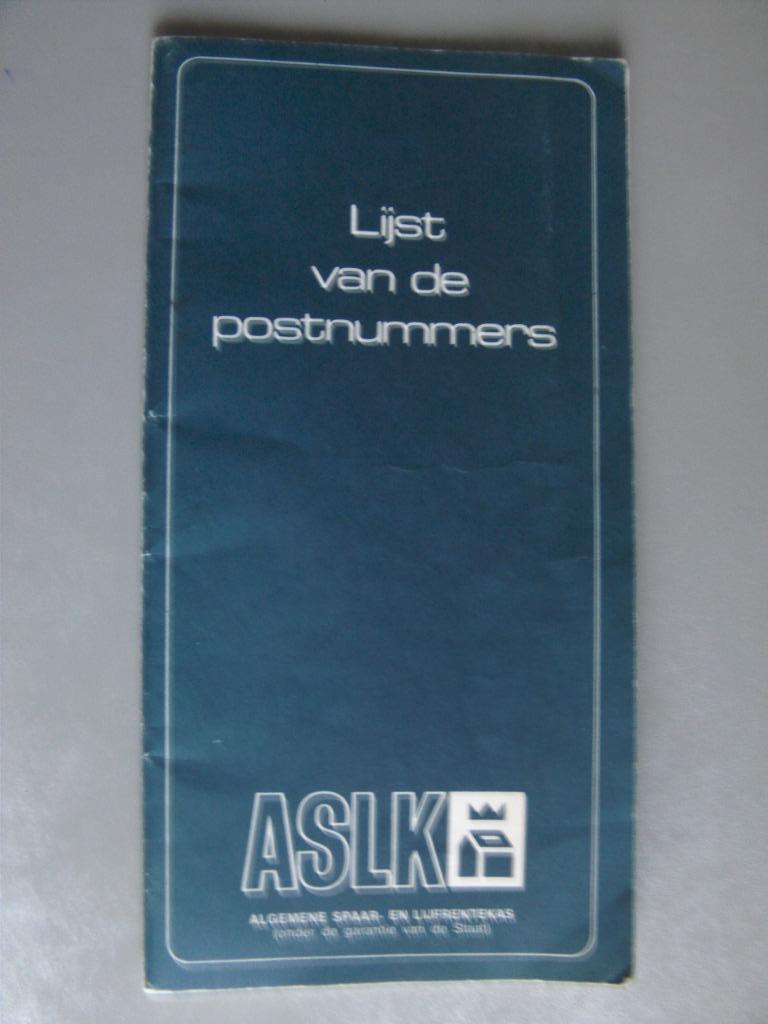 Lijst
van de
postnummers
ASLK
ALGEMENE SPAAR- EN LIJFRENTEKAS
(onder de garantie van de Staat)